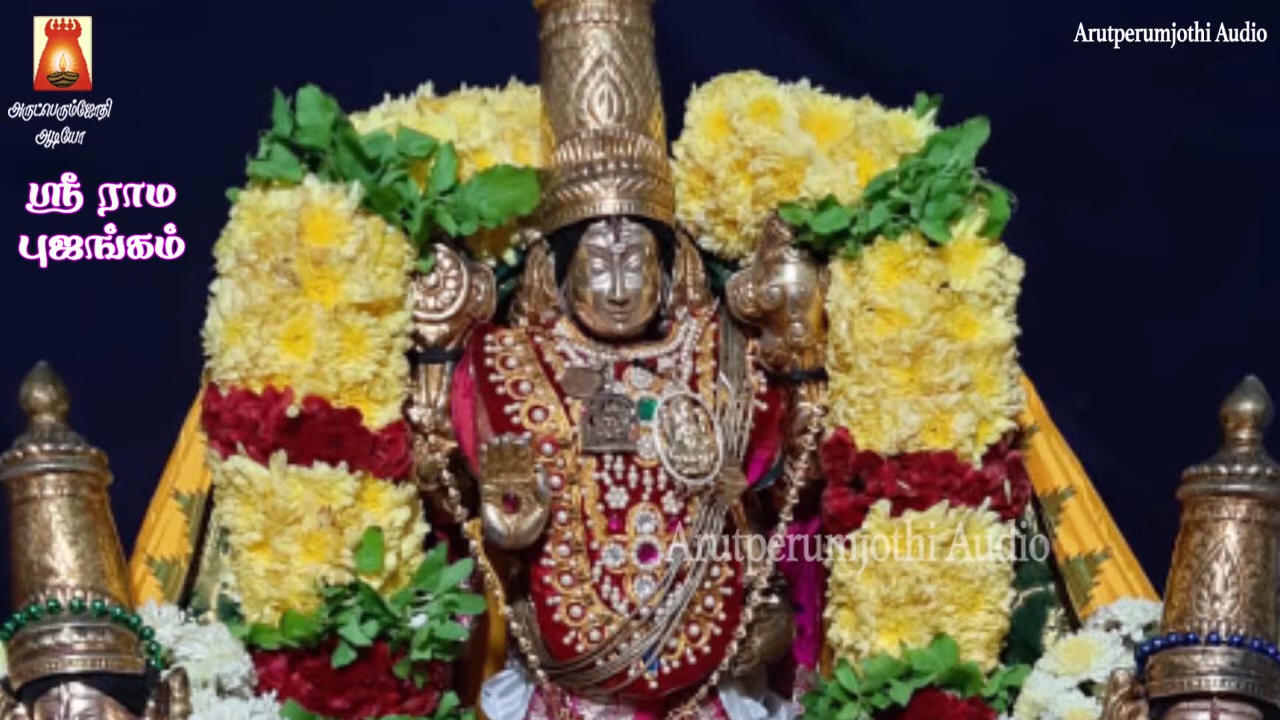 Arutperumjothi Audio
அருட்பெரும்ஜோதி
ஆடியோ
ஸ்ரீ ராம
புஜங்கம்
Arutperumjothi Audio